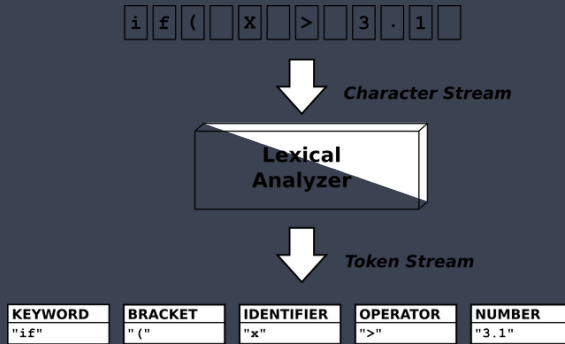 i f ( X > 3 . 1
Character Stream
Lexical
Analyzer
Token Stream
KEYWORD BRACKET IDENTIFIER OPERATOR NUMBER
"if" "(" "x" ">" "3.1"